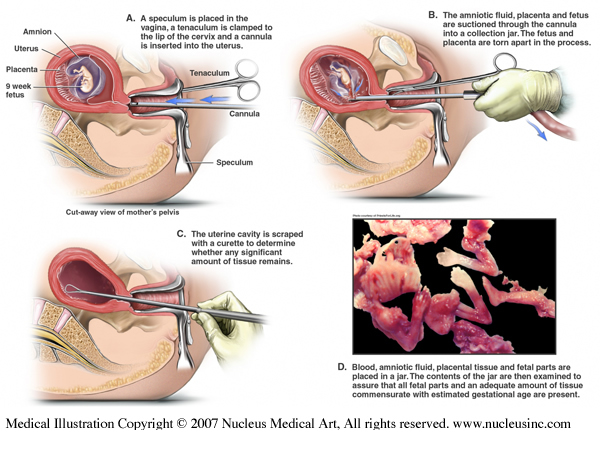 A. A speculum is placed in the
vagina, a tenaculum is clamped to
the lip of the cervix and a cannula
is inserted into the uterus.
Amnion
Uterus
Placenta
9 week
fetus
Tenaculum
Cannula
Speculum
Cut-away view of mother's pelvis
B. The amniotic fluid, placenta and fetus
are suctioned through the cannula
into a collection jar. The fetus and
placenta are torn apart in the process.
C. The uterine cavity is scraped
with a curette to determine
whether any significant
amount of tissue remains.
D. Blood, amniotic fluid, placental tissue and fetal parts are
placed in a jar. The contents of the jar are then examined to
assure that all fetal parts and an adequate amount of tissue
commensurate with estimated gestational age are present.
Medical Illustration Copyright © 2007 Nucleus Medical Art, All rights reserved. www.nucleusinc.com